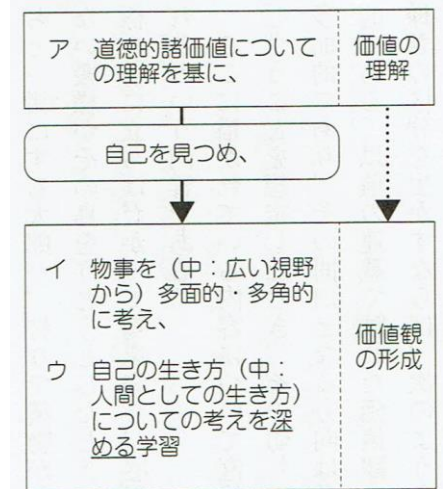 ア 道徳的諸価値について
の理解を基に、
価値の
理解
自己を見つめ、
イ 物事を（中：広い視野
から）多面的・多角的
に考え、
ウ 自己の生き方（中：
人間としての生き方）
についての考えを深
める学習
価値観
の形成